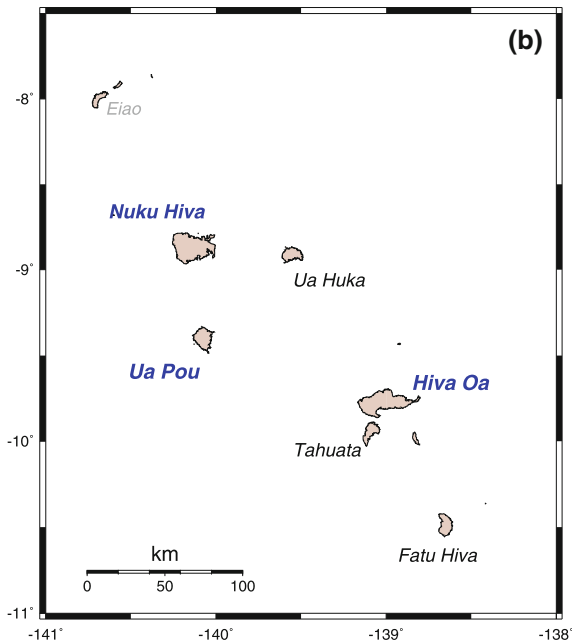 (b)
-8°
Eiao
Nuku Hiva
-9°
Ua Huka
Ua Pou
Hiva Oa
-10°
Tahuata
Fatu Hiva
km
0 50 100
-11°
-141° -140° -139° -138°